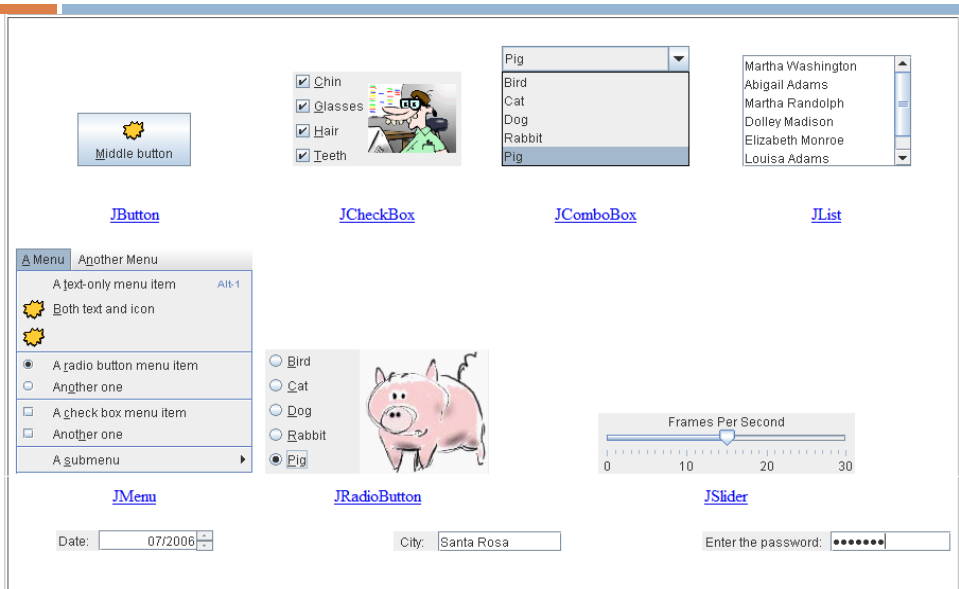 Middle button
Chin
Glasses
Hair
Teeth
Pig
Bird
Cat
Dog
Rabbit
Pig
Martha Washington
Abigail Adams
Martha Randolph
Dolley Madison
Elizabeth Monroe
Louisa Adams
JButton
JCheckBox
JComboBox
JList
A Menu Another Menu
A text-only menu item Alt-1
Both text and icon
A radio button menu item
Another one
A check box menu item
Another one
A submenu
Bird
Cat
Dog
Rabbit
Pig
Frames Per Second
0 10 20 30
JMenu
JRadioButton
JSlider
Date: 07/2006
City: Santa Rosa
Enter the password: •••••••